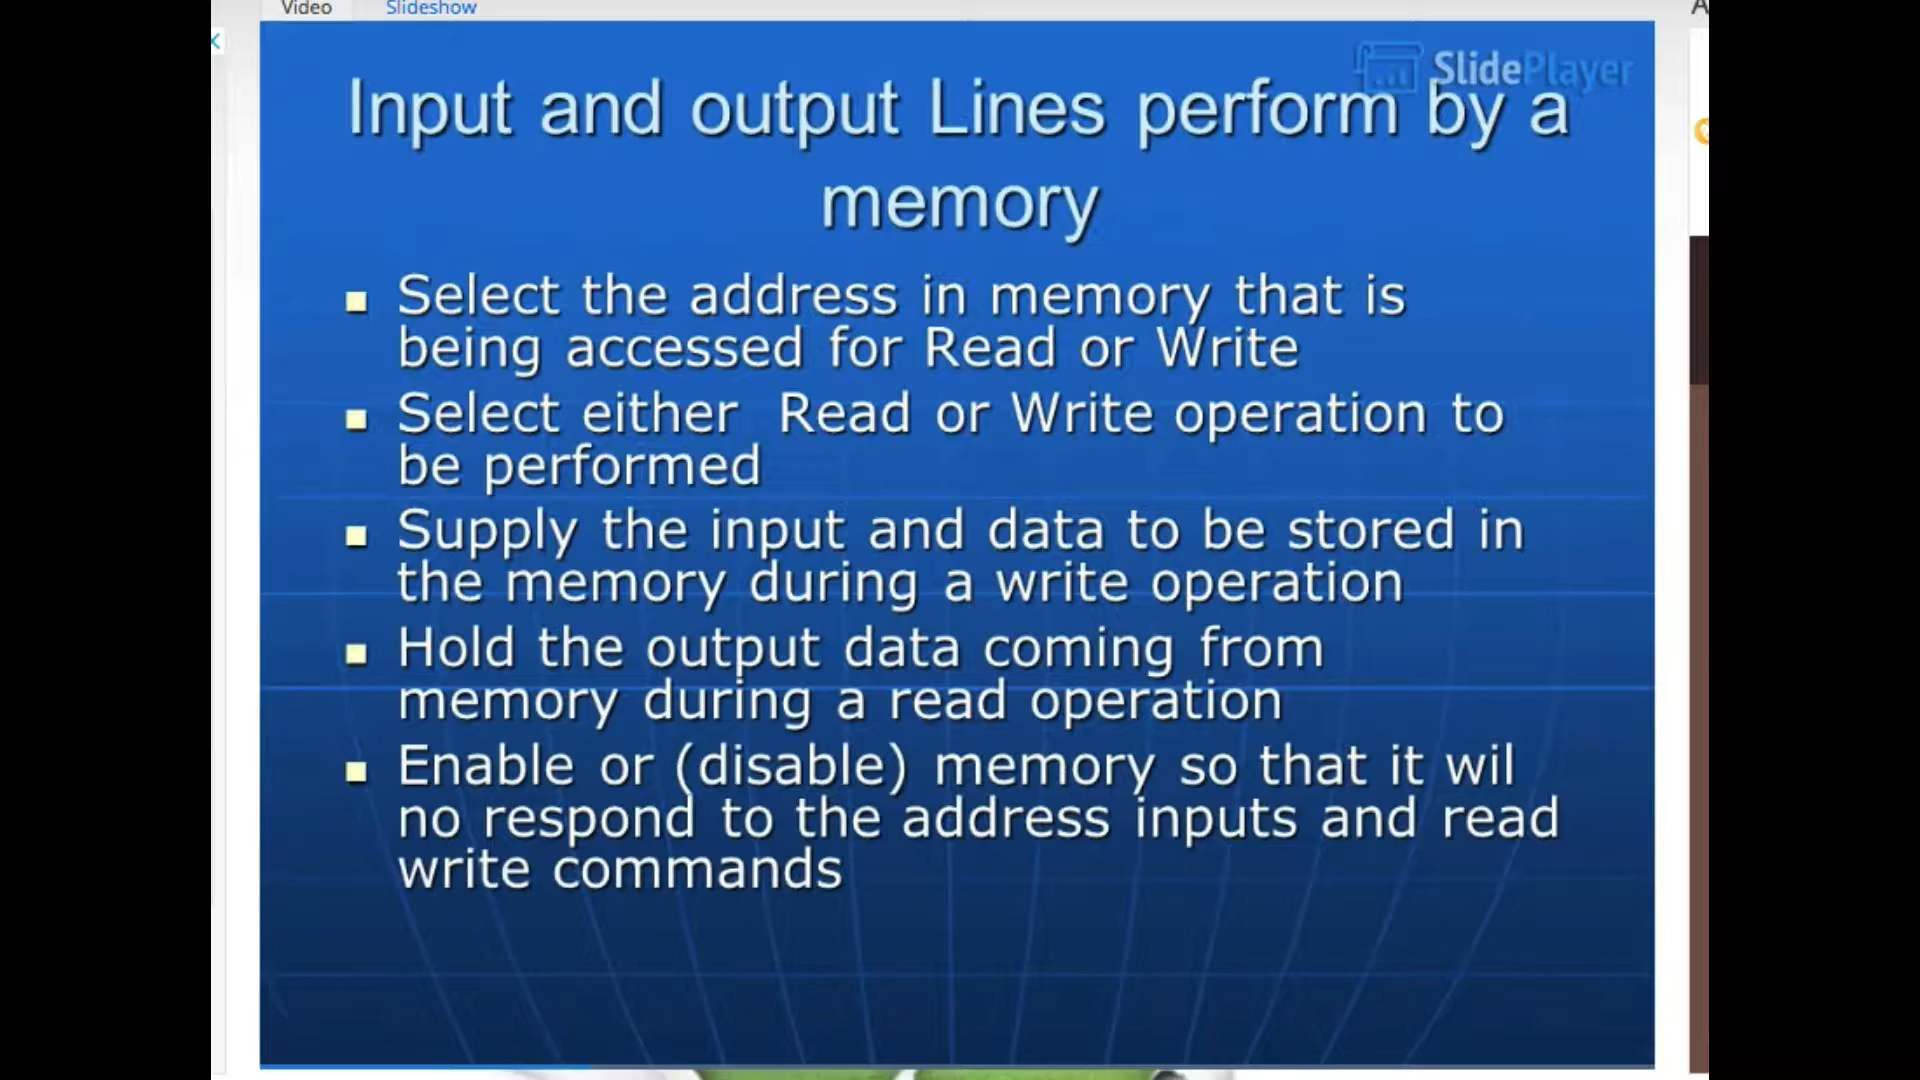 Video Slideshow
A
SlidePlayer
Input and output Lines perform by a
memory
Select the address in memory that is
being accessed for Read or Write
Select either Read or Write operation to
be performed
Supply the input and data to be stored in
the memory during a write operation
Hold the output data coming from
memory during a read operation
Enable or (disable) memory so that it wil
no respond to the address inputs and read
write commands